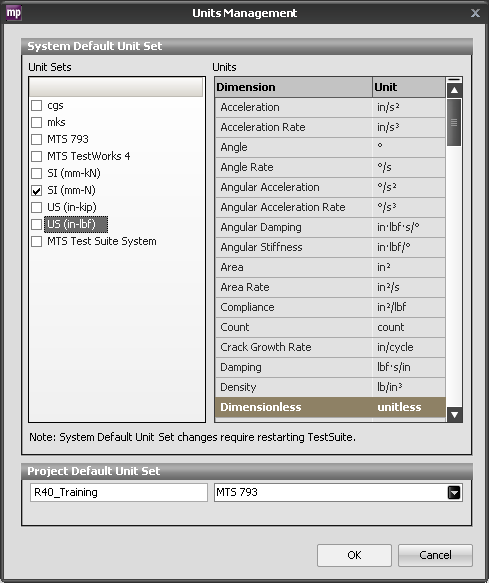 mp Units Management X
System Default Unit Set
Unit Sets
cgs
mks
MTS 793
MTS TestWorks 4
SI (mm-kN)
SI (mm-N)
US (in-kip)
US (in-lbf)
MTS Test Suite System
Units
Dimension Unit
Acceleration in/s²
Acceleration Rate in/s³
Angle °
Angle Rate °/s
Angular Acceleration °/s²
Angular Acceleration Rate °/s³
Angular Damping in·lbf·s/°
Angular Stiffness in·lbf/°
Area in²
Area Rate in²/s
Compliance in²/lbf
Count count
Crack Growth Rate in/cycle
Damping lbf·s/in
Density lb/in³
Dimensionless unitless
Note: System Default Unit Set changes require restarting TestSuite.
Project Default Unit Set
R40_Training MTS 793
OK Cancel